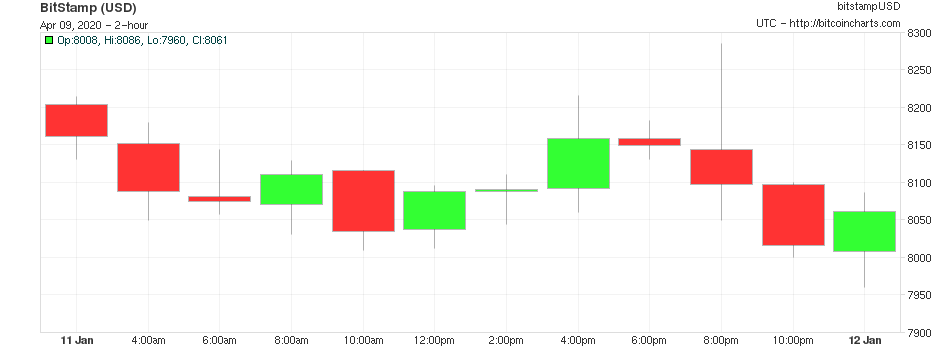 BitStamp (USD)
bitstampUSD
Apr 09, 2020 - 2-hour
UTC - http://bitcoincharts.com
Op:8008, Hi:8086, Lo:7960, Cl:8061
8300
8250
8200
8150
8100
8050
8000
7950
7900
11 Jan 4:00am 6:00am 8:00am 10:00am 12:00pm 2:00pm 4:00pm 6:00pm 8:00pm 10:00pm 12 Jan